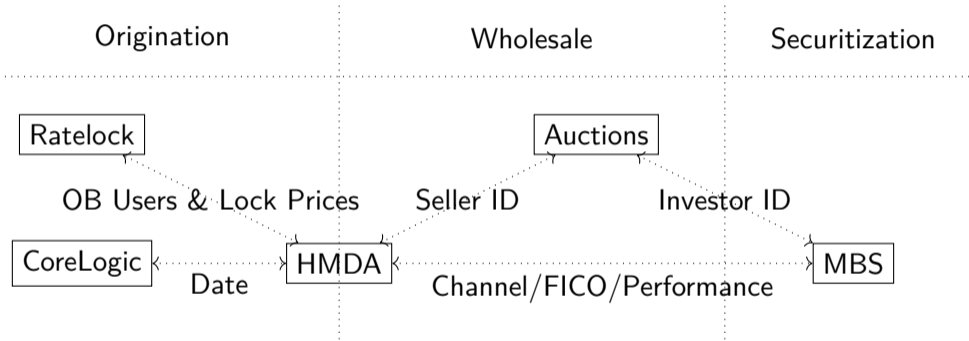 Origination
Wholesale
Securitization
Ratelock
Auctions
OB Users & Lock Prices
Seller ID
Investor ID
CoreLogic
HMDA
MBS
Date
Channel/FICO/Performance